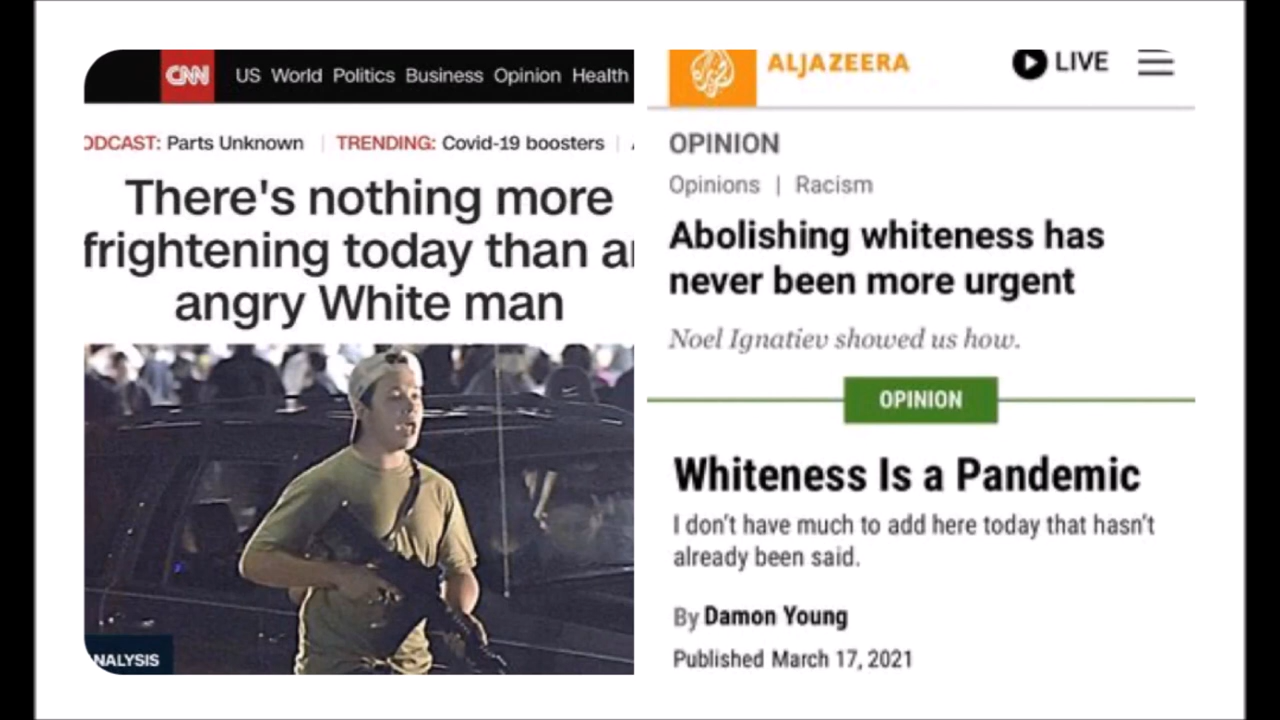 CNN US World Politics Business Opinion Health
ODCAST: Parts Unknown | TRENDING: Covid-19 boosters |
There's nothing more
frightening today than a
angry White man
NALYSIS
ALJAZEERA LIVE
OPINION
Opinions | Racism
Abolishing whiteness has
never been more urgent
Noel Ignatiev showed us how.
OPINION
Whiteness Is a Pandemic
I don't have much to add here today that hasn't
already been said.
By Damon Young
Published March 17, 2021